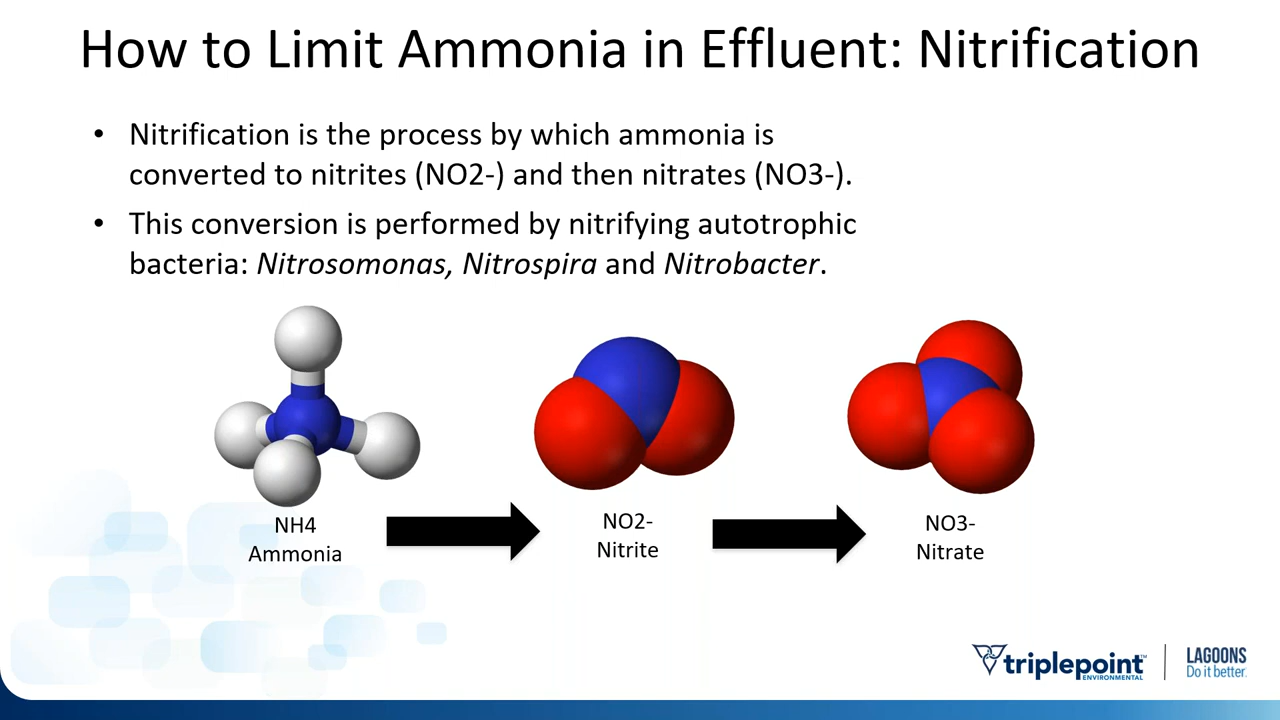 How to Limit Ammonia in Effluent: Nitrification
• Nitrification is the process by which ammonia is
converted to nitrites (NO2-) and then nitrates (NO3-).
• This conversion is performed by nitrifying autotrophic
bacteria: Nitrosomonas, Nitrospira and Nitrobacter.
NH4
Ammonia
NO2-
Nitrite
NO3-
Nitrate
triplepoint™
ENVIRONMENTAL
LAGOONS
Do it better.